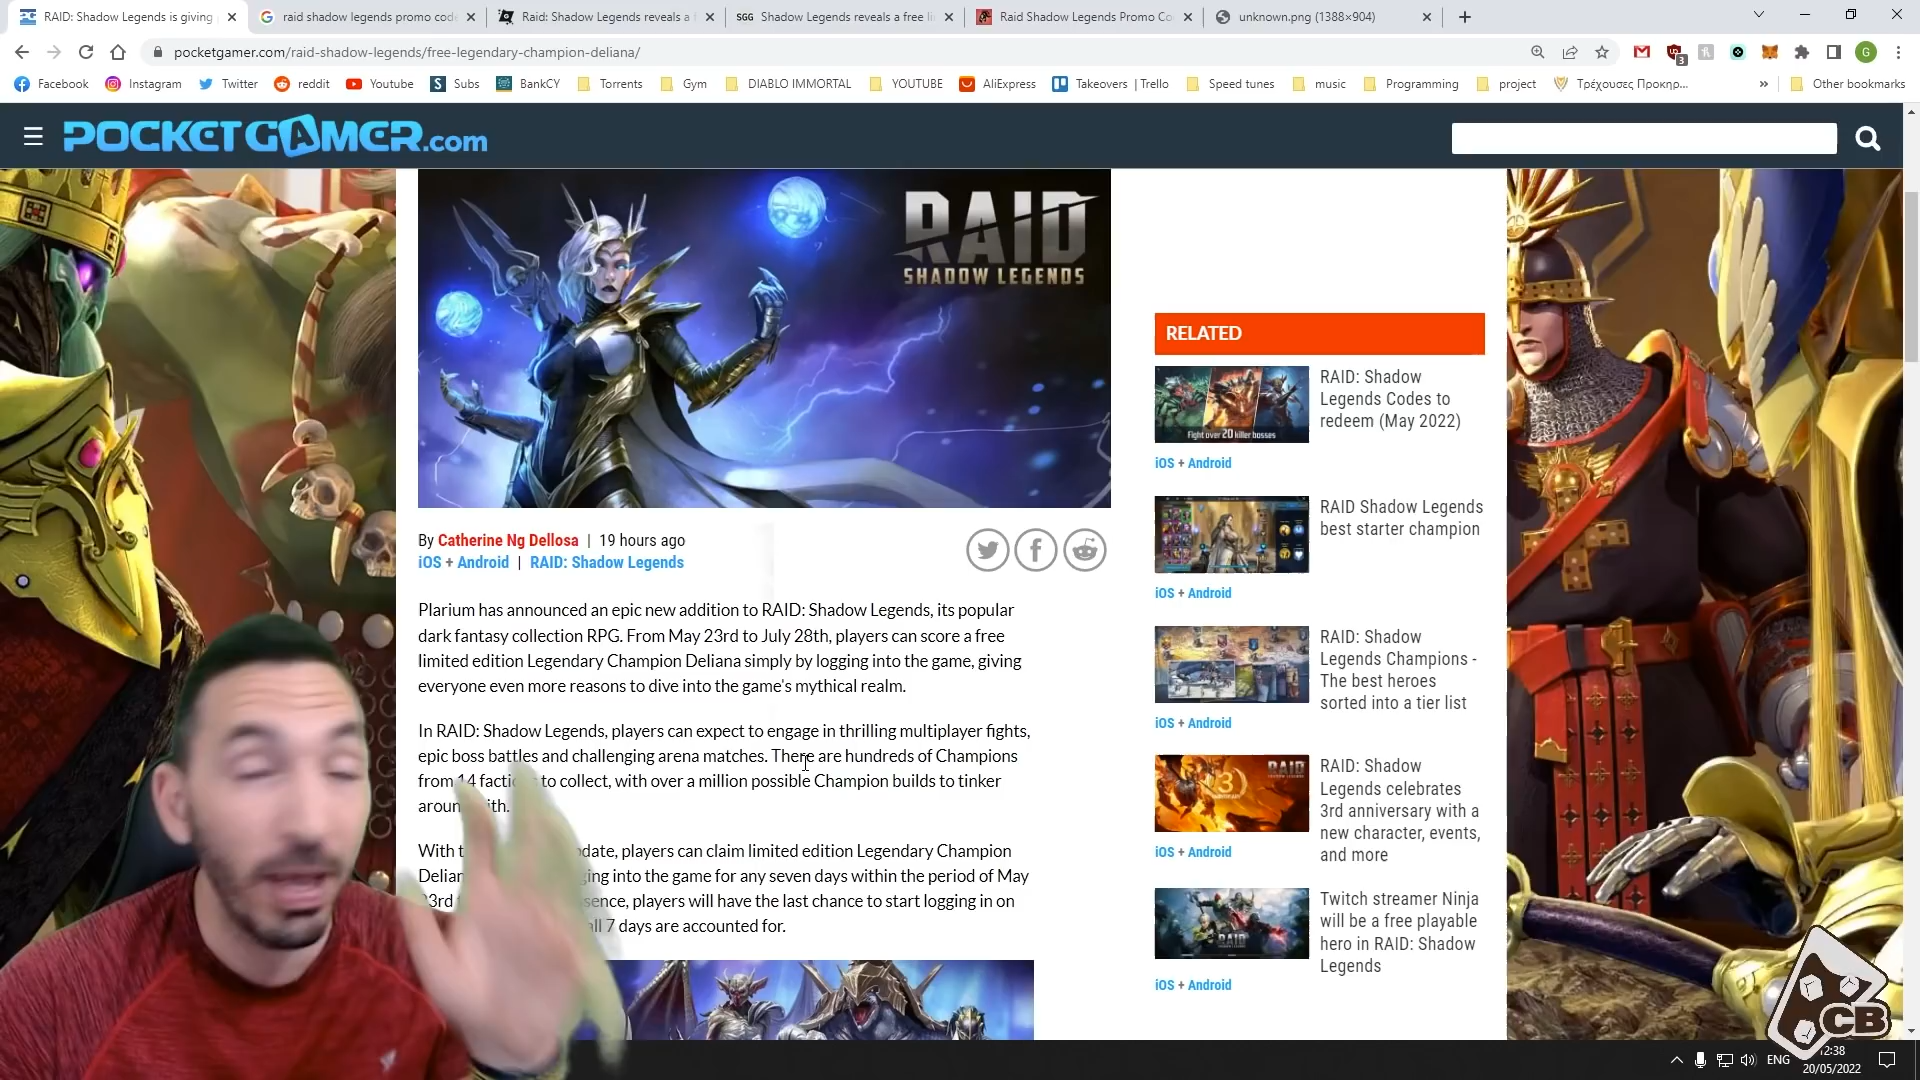 RAID: Shadow Legends is giving
raid shadow legends promo code
Raid: Shadow Legends reveals a f
SGG Shadow Legends reveals a free li
Raid Shadow Legends Promo Co
unknown.png (1388×904)
pocketgamer.com/raid-shadow-legends/free-legendary-champion-deliana/
3
G
Facebook
Instagram
Twitter
reddit
Youtube
Subs
BankCY
Torrents
Gym
DIABLO IMMORTAL
YOUTUBE
AliExpress
Takeovers | Trello
Speed tunes
music
Programming
project
Τρέχουσες Προκηρ...
»
Other bookmarks
POCKETGAMER.com
RAID
SHADOW LEGENDS
By Catherine Ng Dellosa | 19 hours ago
iOS + Android | RAID: Shadow Legends
Plarium has announced an epic new addition to RAID: Shadow Legends, its popular
dark fantasy collection RPG. From May 23rd to July 28th, players can score a free
limited edition Legendary Champion Deliana simply by logging into the game, giving
everyone even more reasons to dive into the game's mythical realm.
In RAID: Shadow Legends, players can expect to engage in thrilling multiplayer fights,
epic boss battles and challenging arena matches. There are hundreds of Champions
from 14 to collect, with over a million possible Champion builds to tinker
With players can claim limited edition Legendary Champion
into the game for any seven days within the period of May
players will have the last chance to start logging in on
all 7 days are accounted for.
RELATED
Fight over 20 killer bosses
RAID: Shadow
Legends Codes to
redeem (May 2022)
iOS + Android
RAID Shadow Legends
best starter champion
iOS + Android
RAID: Shadow
Legends Champions -
The best heroes
sorted into a tier list
iOS + Android
RAID
3
RAID: Shadow
Legends celebrates
3rd anniversary with a
new character, events,
and more
iOS + Android
RAID
Twitch streamer Ninja
will be a free playable
hero in RAID: Shadow
Legends
iOS + Android
CB
ENG
12:38
20/05/2022